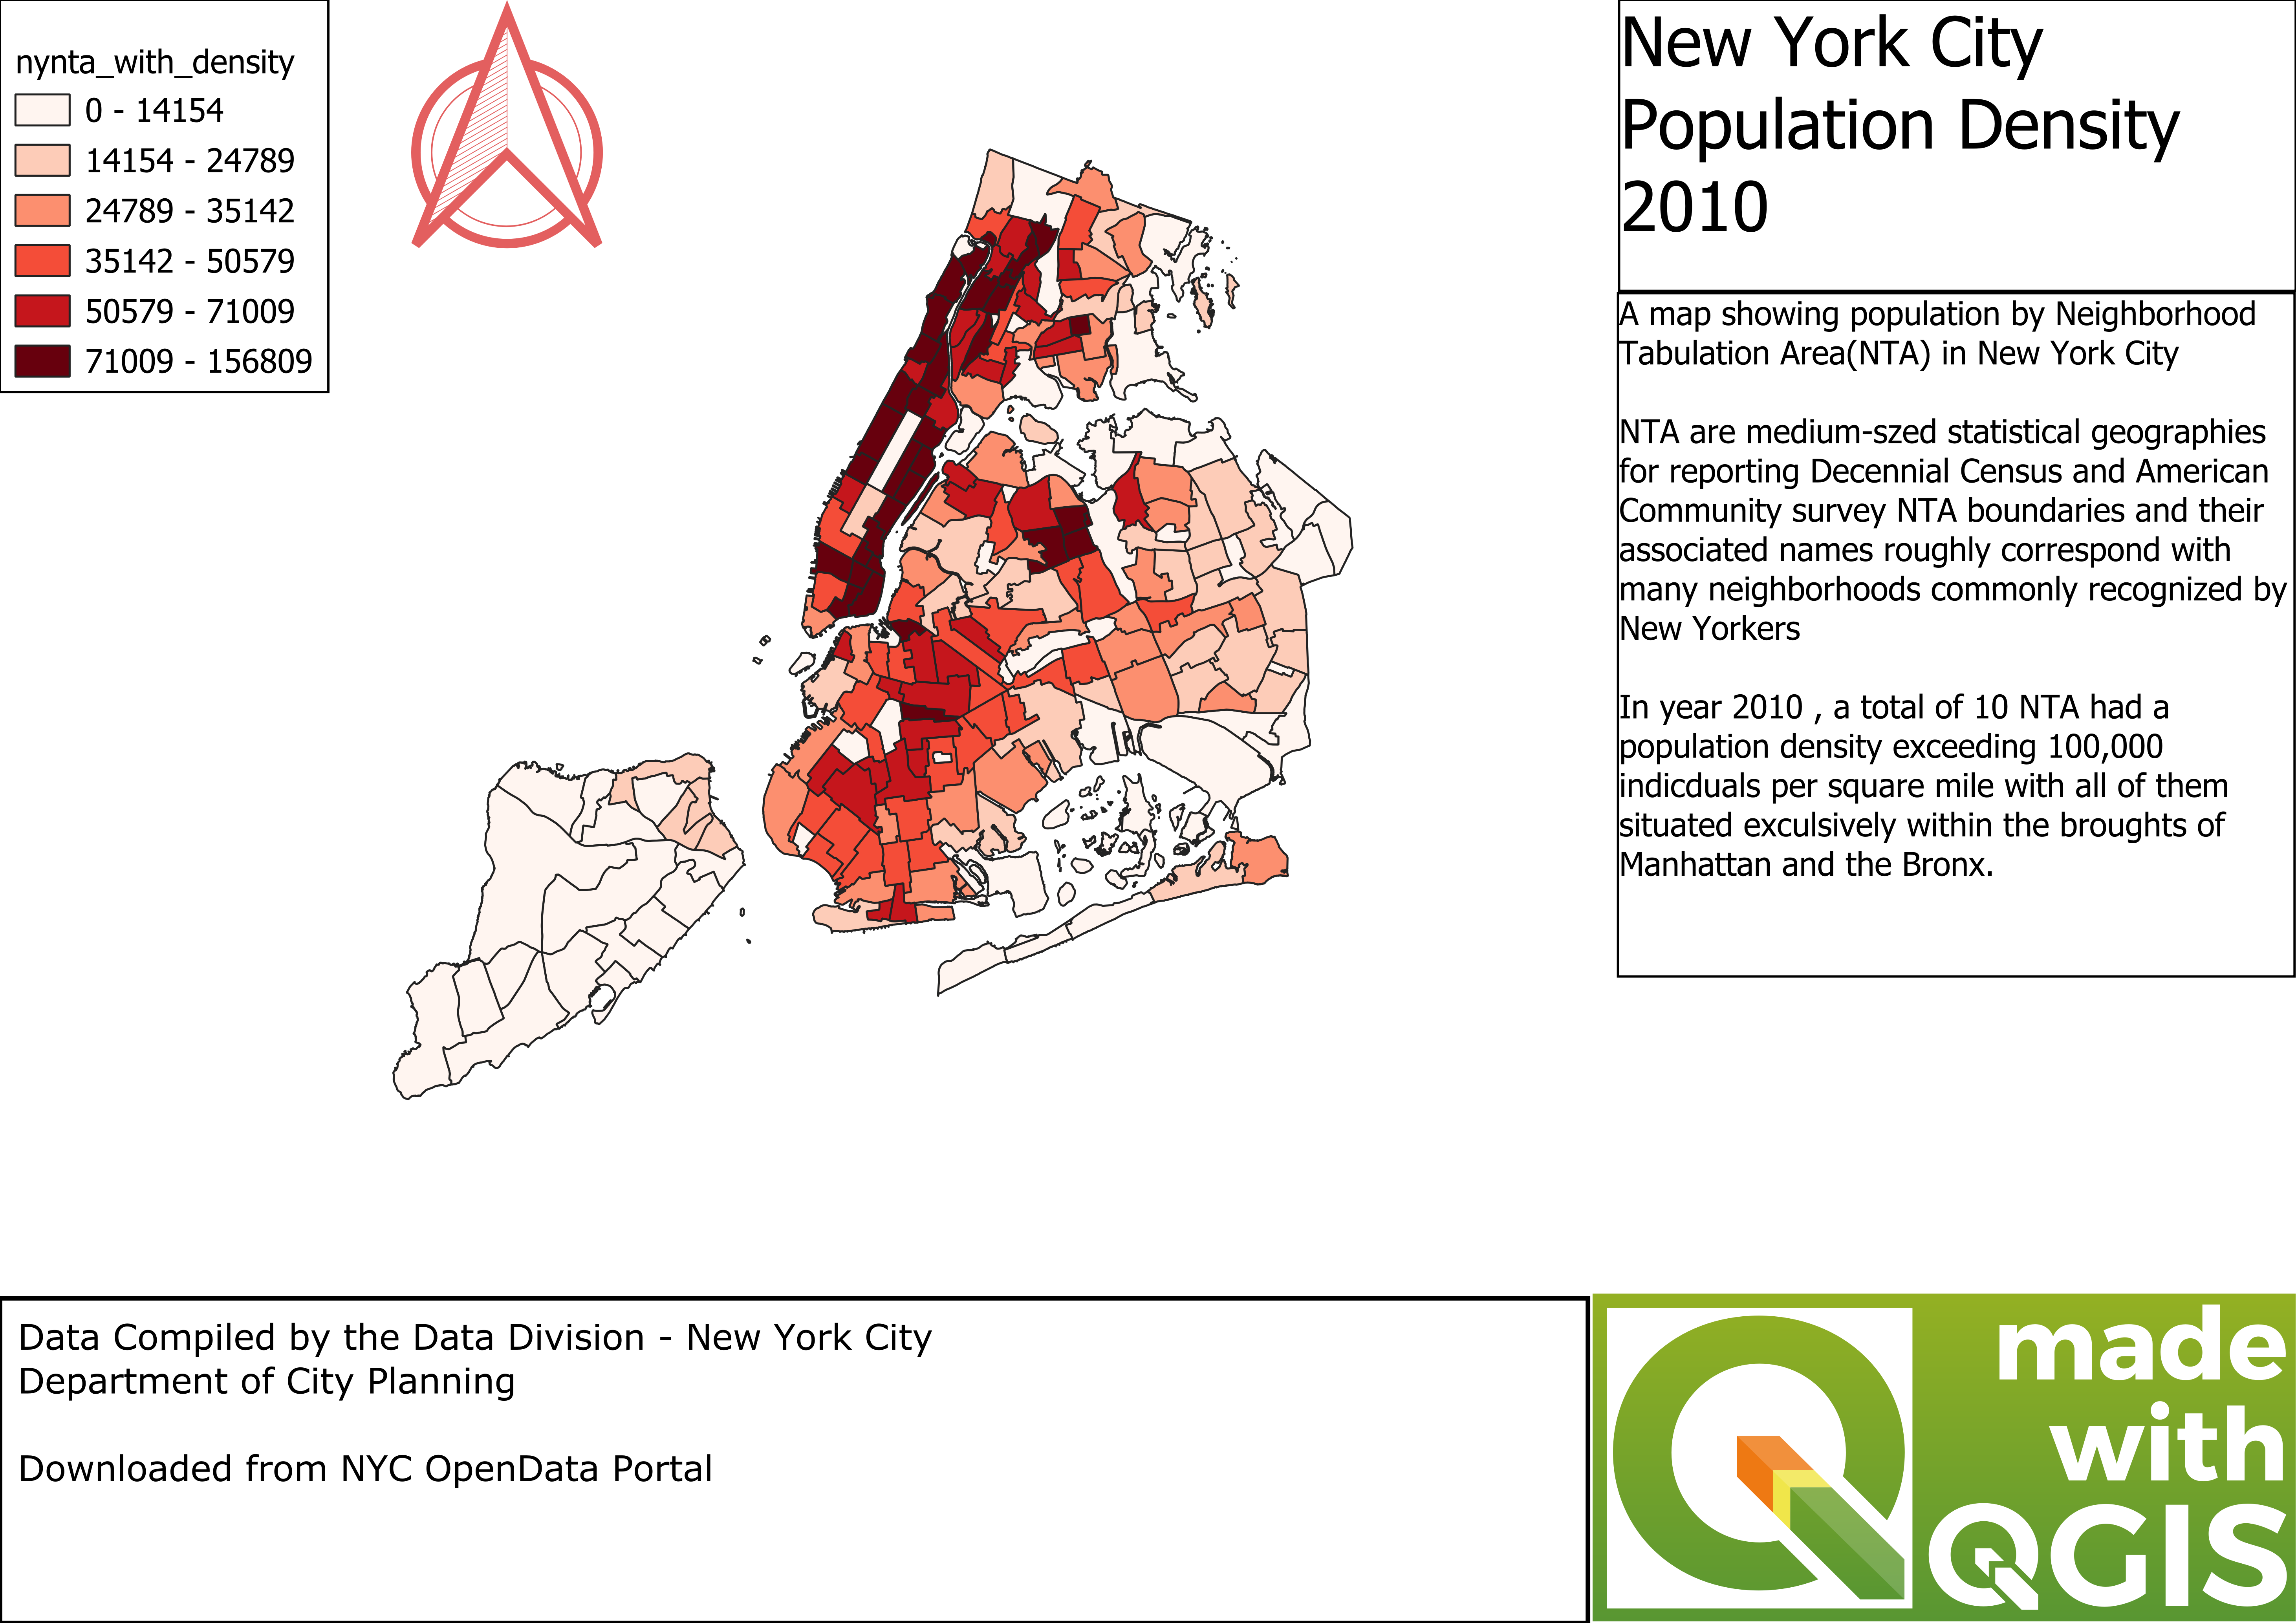 nynta_with_density
0 - 14154
14154 - 24789
24789 - 35142
35142 - 50579
50579 - 71009
71009 - 156809
New York City
Population Density
2010
A map showing population by Neighborhood
Tabulation Area(NTA) in New York City
NTA are medium-szed statistical geographies
for reporting Decennial Census and American
Community survey NTA boundaries and their
associated names roughly correspond with
many neighborhoods commonly recognized by
New Yorkers
In year 2010 , a total of 10 NTA had a
population density exceeding 100,000
indicduals per square mile with all of them
situated exculsively within the broughts of
Manhattan and the Bronx.
Data Compiled by the Data Division - New York City
Department of City Planning
Downloaded from NYC OpenData Portal
made
with
QGIS